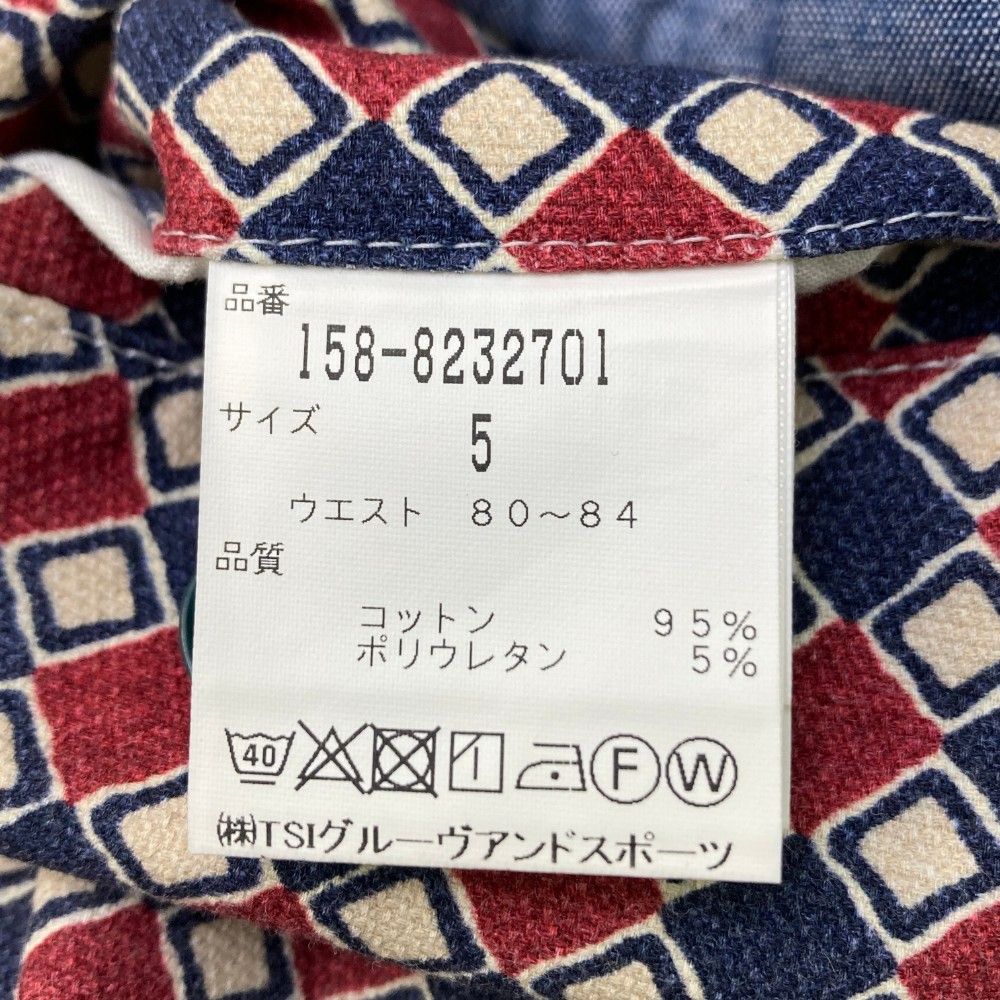 品番
158-8232701
サイズ 5
ウエスト 80～84
品質
コットン 95%
ポリウレタン 5%
40 F W
㈱TSIグルーヴアンドスポーツ